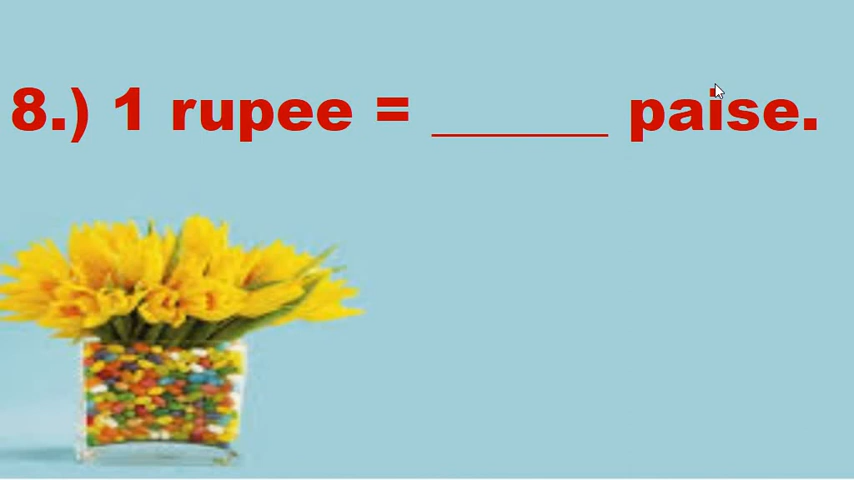 8.) 1 rupee = ______ paise.